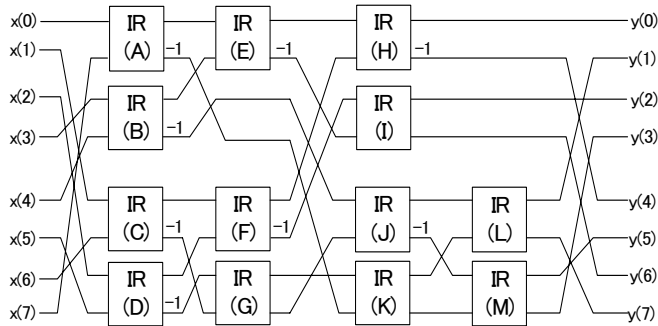 x(0) IR IR IR y(0)
x(1) (A) -1 (E) -1 (H) -1 y(1)
x(2) IR IR y(2)
x(3) (B) -1 (I) y(3)
x(4) IR IR IR IR y(4)
x(5) (C) -1 (F) -1 (J) -1 (L) y(5)
x(6) IR IR IR IR y(6)
x(7) (D) -1 (G) (K) (M) y(7)